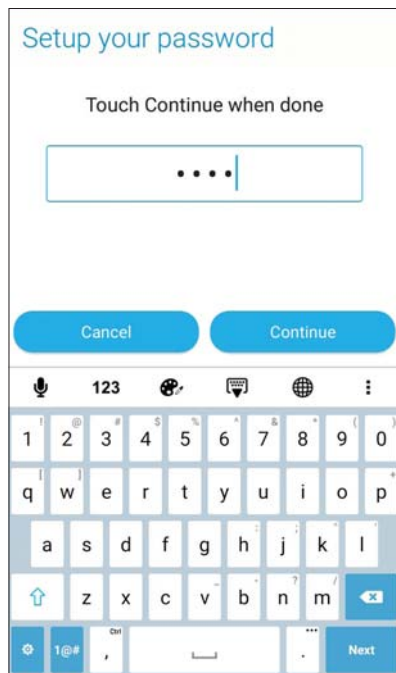 Setup your password
Touch Continue when done
••••
Cancel Continue
123
! @ # $ % ^ & * ( )
1 2 3 4 5 6 7 8 9 0
[ ] +
q w e r t y u i o p
: ; ' "
a s d f g h j k l
_ - ? /
z x c v b n m
Ctrl •••
1@# , . Next